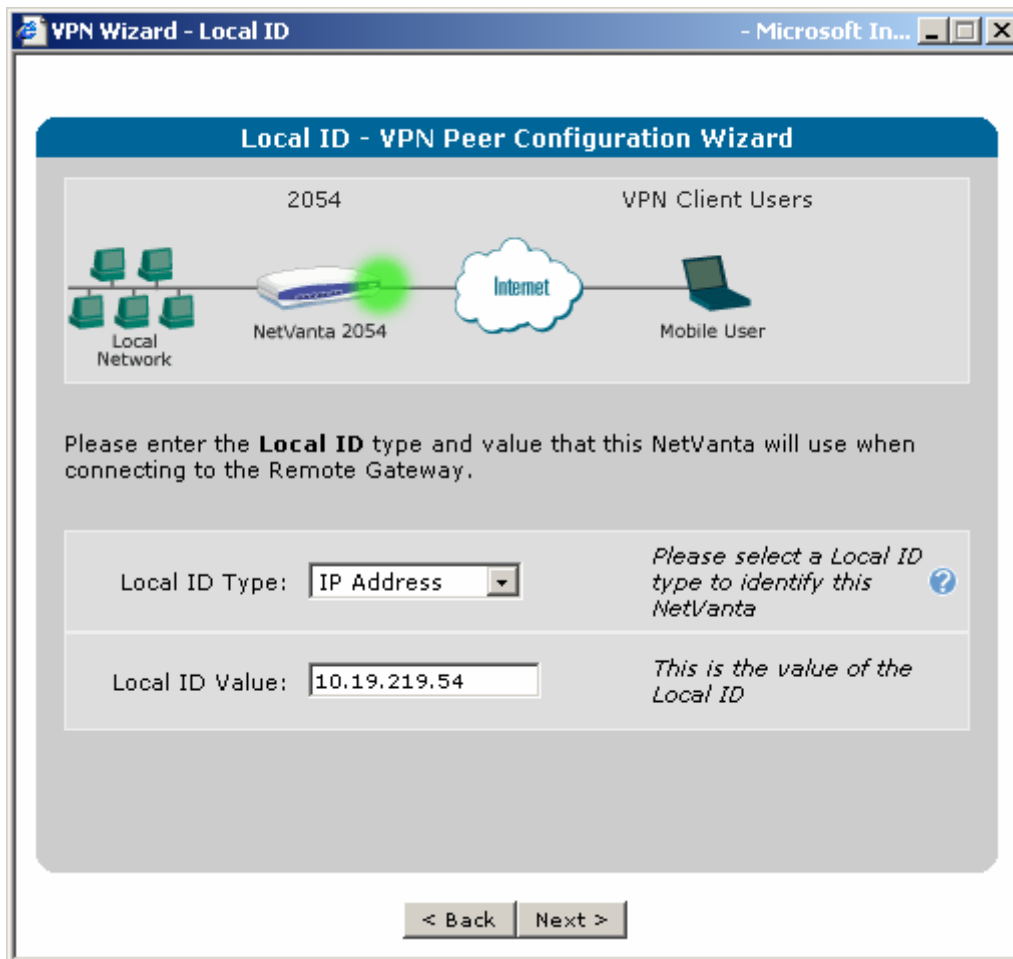 VPN Wizard - Local ID - Microsoft In...
Local ID - VPN Peer Configuration Wizard
2054 VPN Client Users
Internet
Local
Network
NetVanta 2054
Mobile User
Please enter the Local ID type and value that this NetVanta will use when
connecting to the Remote Gateway.
Local ID Type: IP Address
Please select a Local ID
type to identify this
NetVanta
?
Local ID Value: 10.19.219.54
This is the value of the
Local ID
< Back Next >